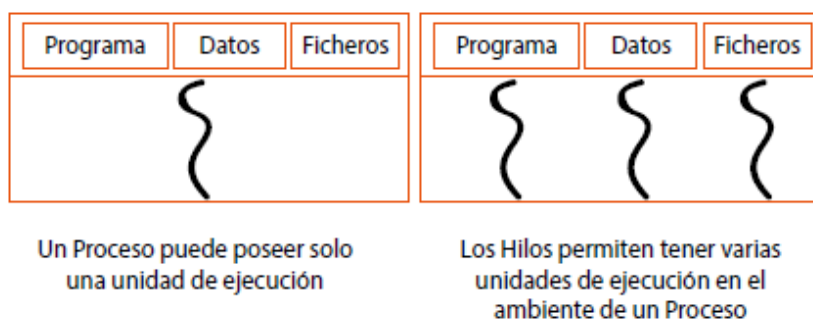 Programa Datos Ficheros
Programa Datos Ficheros
Un Proceso puede poseer solo
una unidad de ejecución
Los Hilos permiten tener varias
unidades de ejecución en el
ambiente de un Proceso